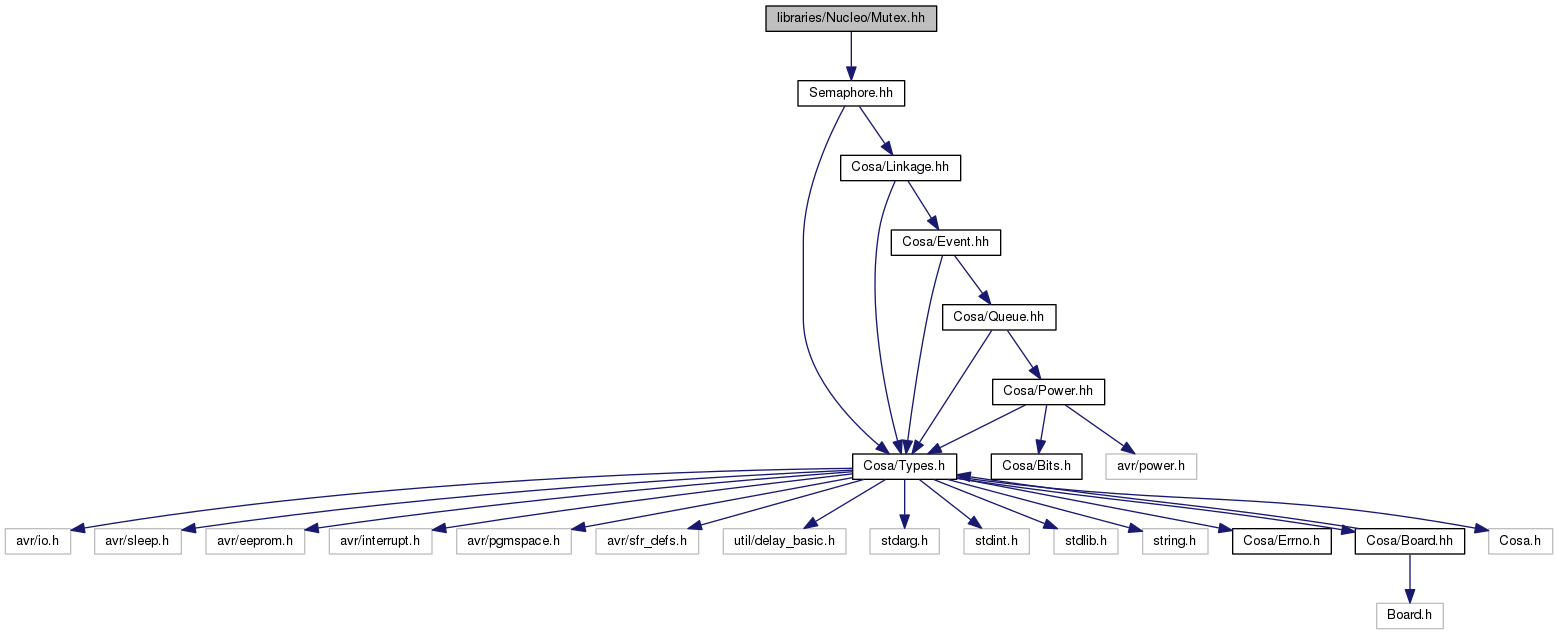 libraries/Nucleo/Mutex.hh
Semaphore.hh
Cosa/Linkage.hh
Cosa/Event.hh
Cosa/Queue.hh
Cosa/Power.hh
Cosa/Types.h
Cosa/Bits.h
avr/power.h
avr/io.h
avr/sleep.h
avr/eeprom.h
avr/interrupt.h
avr/pgmspace.h
avr/sfr_defs.h
util/delay_basic.h
stdarg.h
stdint.h
stdlib.h
string.h
Cosa/Errno.h
Cosa/Board.hh
Cosa.h
Board.h